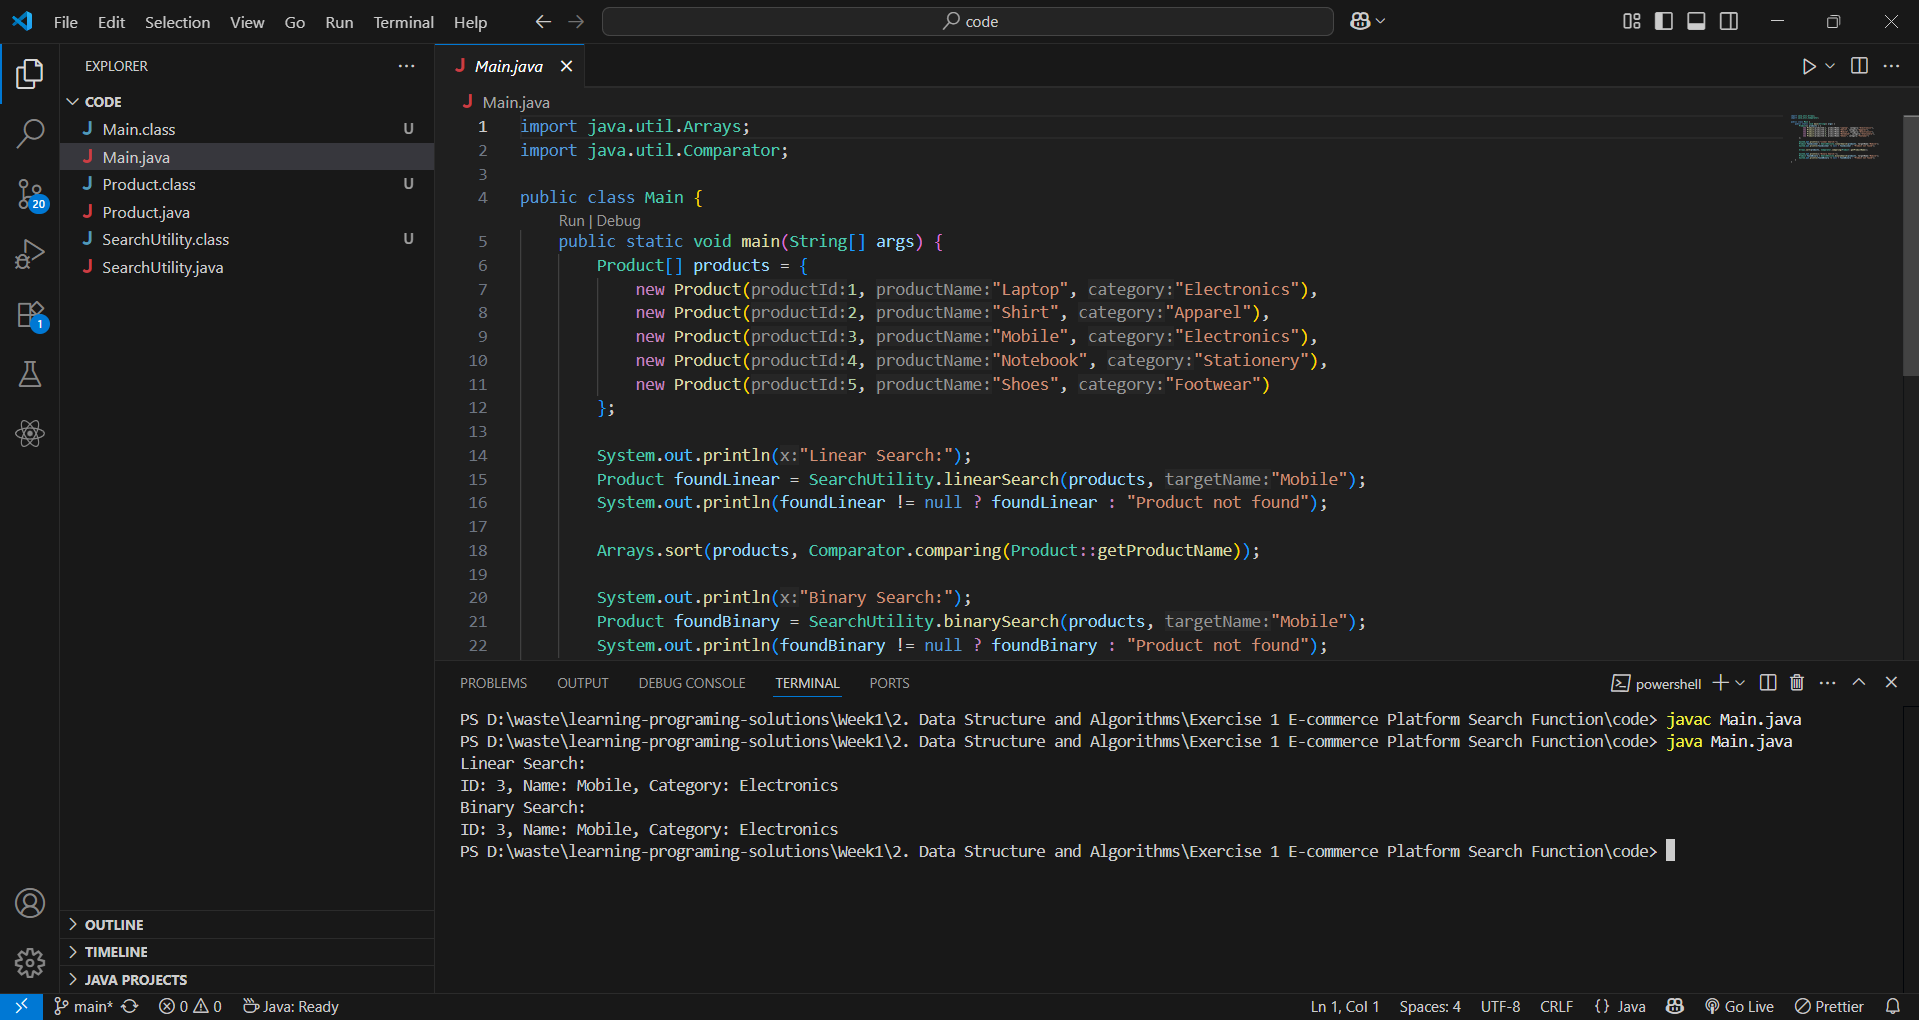 File Edit Selection View Go Run Terminal Help
code
EXPLORER
CODE
Main.class U
Main.java
Product.class U
Product.java
SearchUtility.class U
SearchUtility.java
20
1
OUTLINE
TIMELINE
JAVA PROJECTS
Main.java
Main.java
1 import java.util.Arrays;
2 import java.util.Comparator;
3
4 public class Main {
Run | Debug
5 public static void main(String[] args) {
6 Product[] products = {
7 new Product(productId:1, productName:"Laptop", category:"Electronics"),
8 new Product(productId:2, productName:"Shirt", category:"Apparel"),
9 new Product(productId:3, productName:"Mobile", category:"Electronics"),
10 new Product(productId:4, productName:"Notebook", category:"Stationery"),
11 new Product(productId:5, productName:"Shoes", category:"Footwear")
12 };
13
14 System.out.println(x:"Linear Search:");
15 Product foundLinear = SearchUtility.linearSearch(products, targetName:"Mobile");
16 System.out.println(foundLinear != null ? foundLinear : "Product not found");
17
18 Arrays.sort(products, Comparator.comparing(Product::getProductName));
19
20 System.out.println(x:"Binary Search:");
21 Product foundBinary = SearchUtility.binarySearch(products, targetName:"Mobile");
22 System.out.println(foundBinary != null ? foundBinary : "Product not found");
PROBLEMS OUTPUT DEBUG CONSOLE TERMINAL PORTS
powershell
PS D:\waste\learning-programing-solutions\Week1\2. Data Structure and Algorithms\Exercise 1 E-commerce Platform Search Function\code> javac Main.java
PS D:\waste\learning-programing-solutions\Week1\2. Data Structure and Algorithms\Exercise 1 E-commerce Platform Search Function\code> java Main.java
Linear Search:
ID: 3, Name: Mobile, Category: Electronics
Binary Search:
ID: 3, Name: Mobile, Category: Electronics
PS D:\waste\learning-programing-solutions\Week1\2. Data Structure and Algorithms\Exercise 1 E-commerce Platform Search Function\code>
main* 0 0 Java: Ready
Ln 1, Col 1 Spaces: 4 UTF-8 CRLF {} Java Go Live Prettier